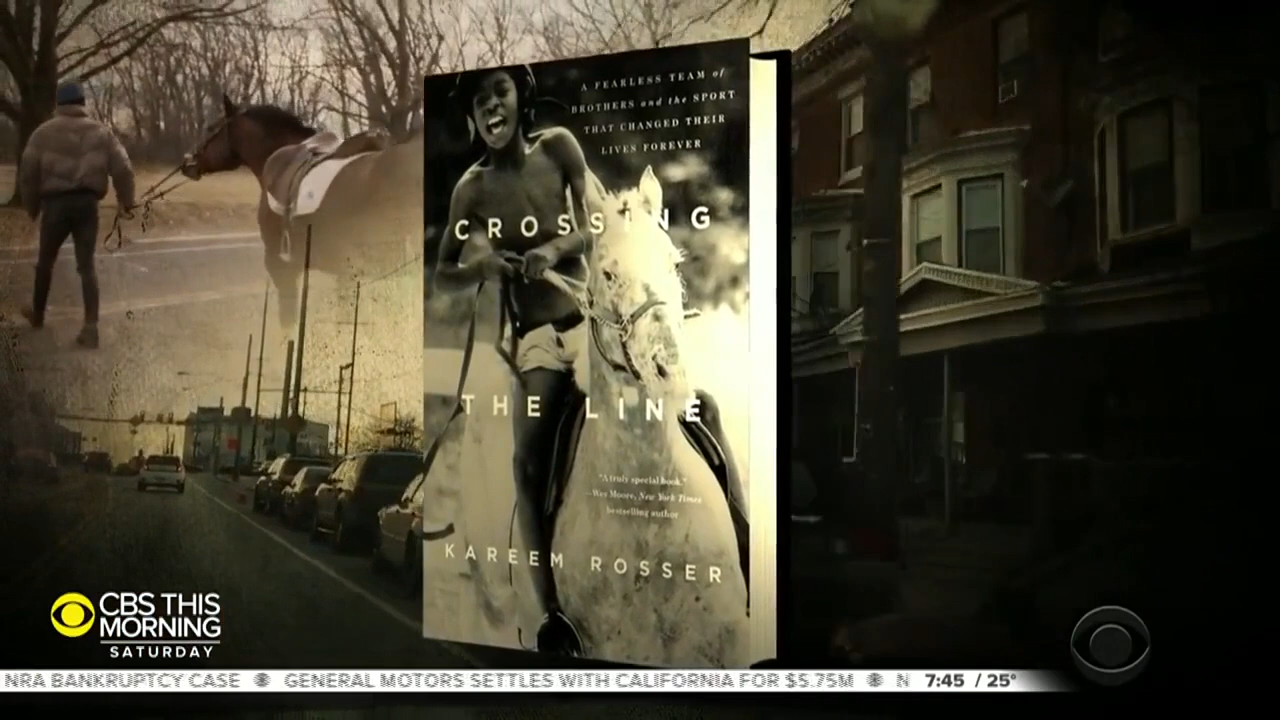 A FEARLESS TEAM of
BROTHERS and the SPORT
THAT CHANGED THEIR
LIVES FOREVER
CROSSING
THE LINE
"A truly special book."
—Wes Moore, New York Times
bestselling author
KAREEM ROSSER
CBS THIS
MORNING
SATURDAY
NRA BANKRUPTCY CASE GENERAL MOTORS SETTLES WITH CALIFORNIA FOR $5.75M N 7:45 / 25°